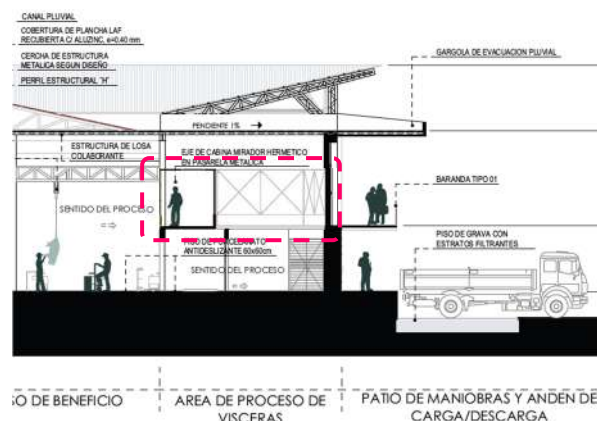 CANAL PLUVIAL
COBERTURA DE PLANCHA LAF
RECUBIERTA C/ ALUZINC, e=0.40 mm
CERCHA DE ESTRUCTURA
METALICA SEGUN DISEÑO
PERFIL ESTRUCTURAL "H"
GARGOLA DE EVACUACION PLUVIAL
PENDIENTE 1%
ESTRUCTURA DE LOSA
COLABORANTE
EJE DE CABINA MIRADOR HERMETICO
EN PASARELA METALICA
BARANDA TIPO 01
SENTIDO DEL PROCESO
PISO DE GRAVA CON
ESTRATOS FILTRANTES
PISO DE PORCELANATO
ANTIDESLIZANTE 60x60cm
SENTIDO DEL PROCESO
SO DE BENEFICIO
AREA DE PROCESO DE
VISCERAS
PATIO DE MANIOBRAS Y ANDEN DE
CARGA/DESCARGA